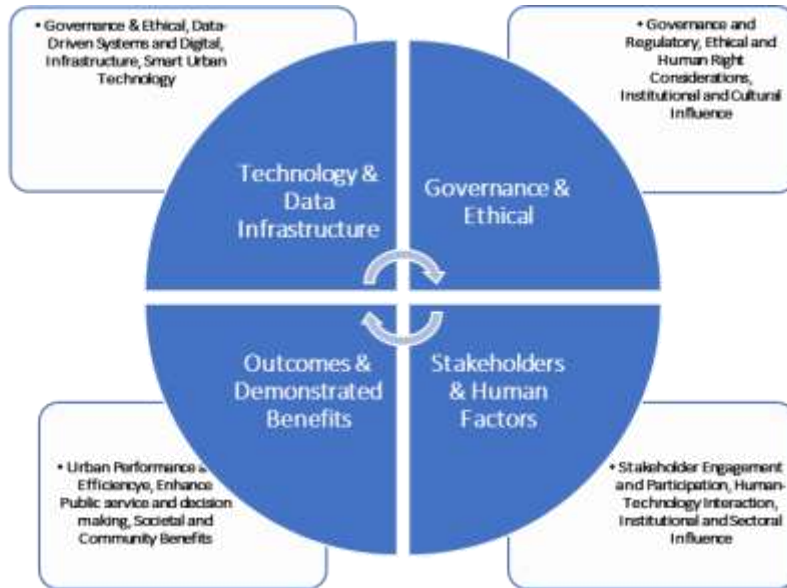 • Governance & Ethical, Data-
Driven Systems and Digital,
Infrastructure, Smart Urban
Technology
• Governance and
Regulatory, Ethical and
Human Right
Considerations,
Institutional and Cultural
Influence
Technology &
Data
Infrastructure
Governance &
Ethical
Outcomes &
Demonstrated
Benefits
Stakeholders
& Human
Factors
• Urban Performance
Efficiencye, Enhance
Public service and decision
making, Societal and
Community Benefits
• Stakeholder Engagement
and Participation, Human-
Technology Interaction,
Institutional and Sectoral
Influence